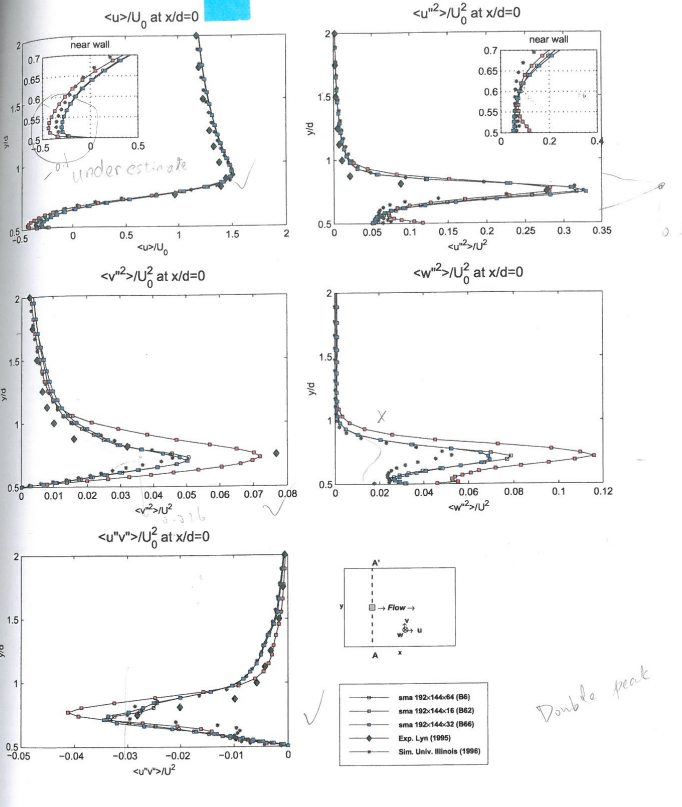 <u>/U0 at x/d=0
<u"2>/U0^2 at x/d=0
near wall
0.7
0.65
0.6
0.55
0.5
-0.5
0
0.5
2
1.5
1
0.5
y/d
under estimate
-0.5
0
0.5
1
1.5
2
<u>/U0
near wall
0.7
0.65
0.6
0.55
0.5
0
0.2
0.4
2
1.5
1
0.5
y/d
0
0.05
0.1
0.15
0.2
0.25
0.3
0.35
<u"2>/U^2
<v"2>/U0^2 at x/d=0
<w"2>/U0^2 at x/d=0
2
1.5
1
0.5
y/d
0
0.01
0.02
0.03
0.04
0.05
0.06
0.07
0.08
<v"2>/U^2
2
1.5
1
0.5
y/d
X
0
0.02
0.04
0.06
0.08
0.1
0.12
<w"2>/U^2
<u"v">/U0^2 at x/d=0
2
1.5
1
0.5
y/d
-0.05
-0.04
-0.03
-0.02
-0.01
0
<u"v">/U^2
A'
y
→ Flow →
v
w
u
A
x
sma 192×144×64 (B6)
sma 192×144×16 (B62)
sma 192×144×32 (B66)
Exp. Lyn (1995)
Sim. Univ. Illinois (1996)
Double peak